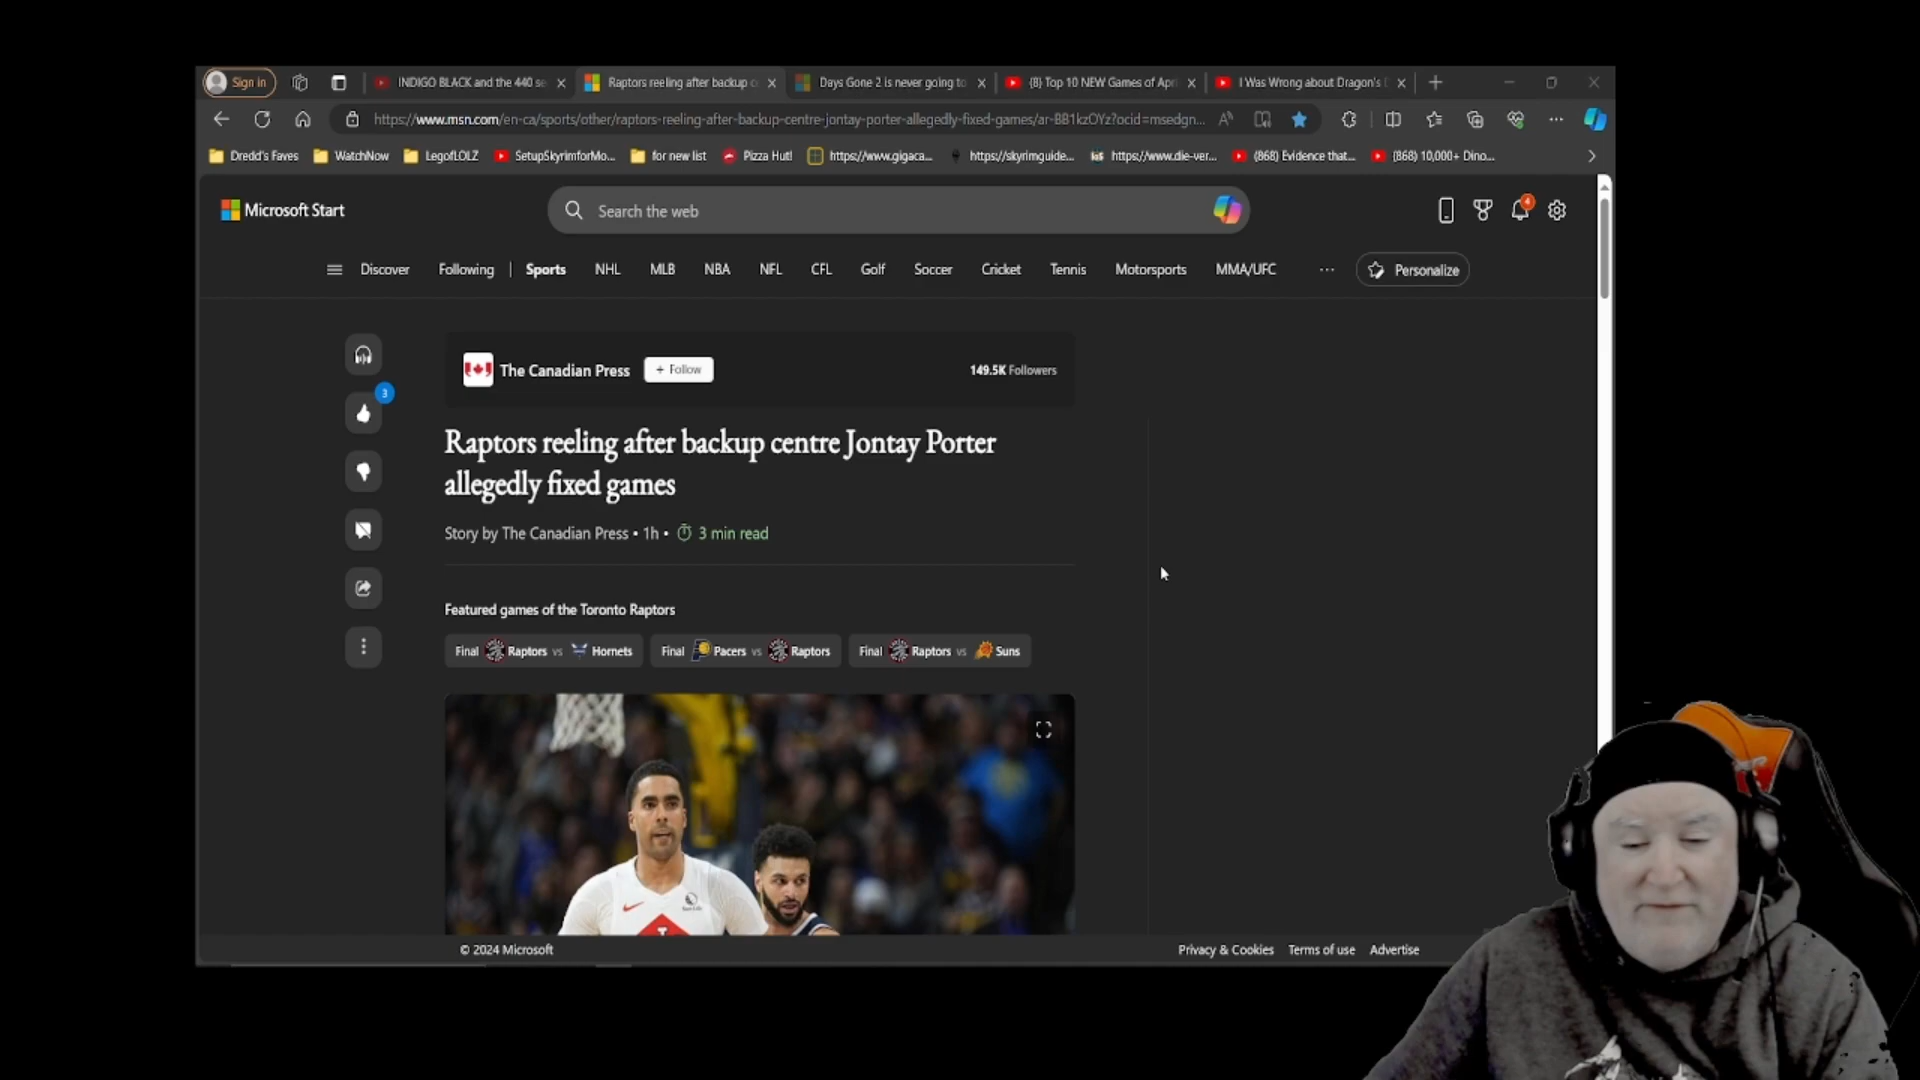 Sign in
INDIGO BLACK and the 440 se
Raptors reeling after backup c
Days Gone 2 is never going to
(8) Top 10 NEW Games of Apr
I Was Wrong about Dragon's
https://www.msn.com/en-ca/sports/other/raptors-reeling-after-backup-centre-jontay-porter-allegedly-fixed-games/ar-BB1kzOYz?ocid=msedgn...
Dredd's Faves
WatchNow
LegofLOLZ
SetupSkyrimforMo...
for new list
Pizza Hut!
https://www.gigaca...
https://skyrimguide...
https://www.die-ver...
(868) Evidence that...
(868) 10,000+ Dino...
Microsoft Start
Search the web
4
Discover
Following
Sports
NHL
MLB
NBA
NFL
CFL
Golf
Soccer
Cricket
Tennis
Motorsports
MMA/UFC
Personalize
The Canadian Press
+ Follow
149.5K Followers
3
Raptors reeling after backup centre Jontay Porter
allegedly fixed games
Story by The Canadian Press • 1h • 3 min read
Featured games of the Toronto Raptors
Final Raptors vs Hornets
Final Pacers vs Raptors
Final Raptors vs Suns
© 2024 Microsoft
Privacy & Cookies
Terms of use
Advertise